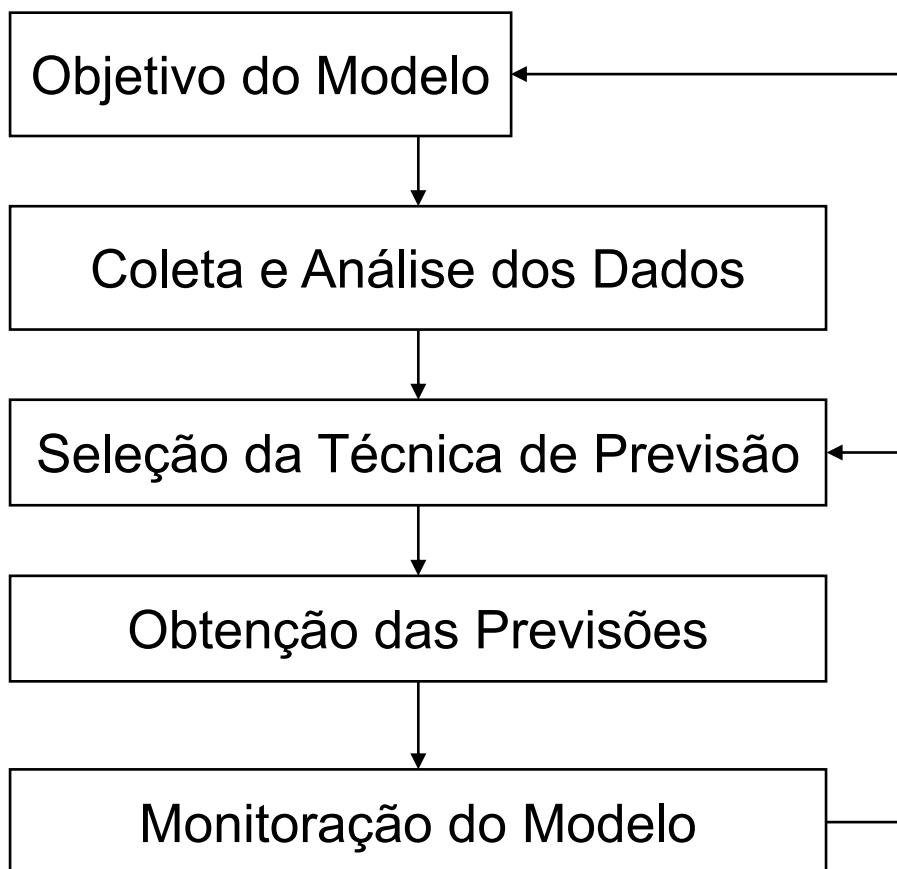 Objetivo do Modelo
Coleta e Análise dos Dados
Seleção da Técnica de Previsão
Obtenção das Previsões
Monitoração do Modelo